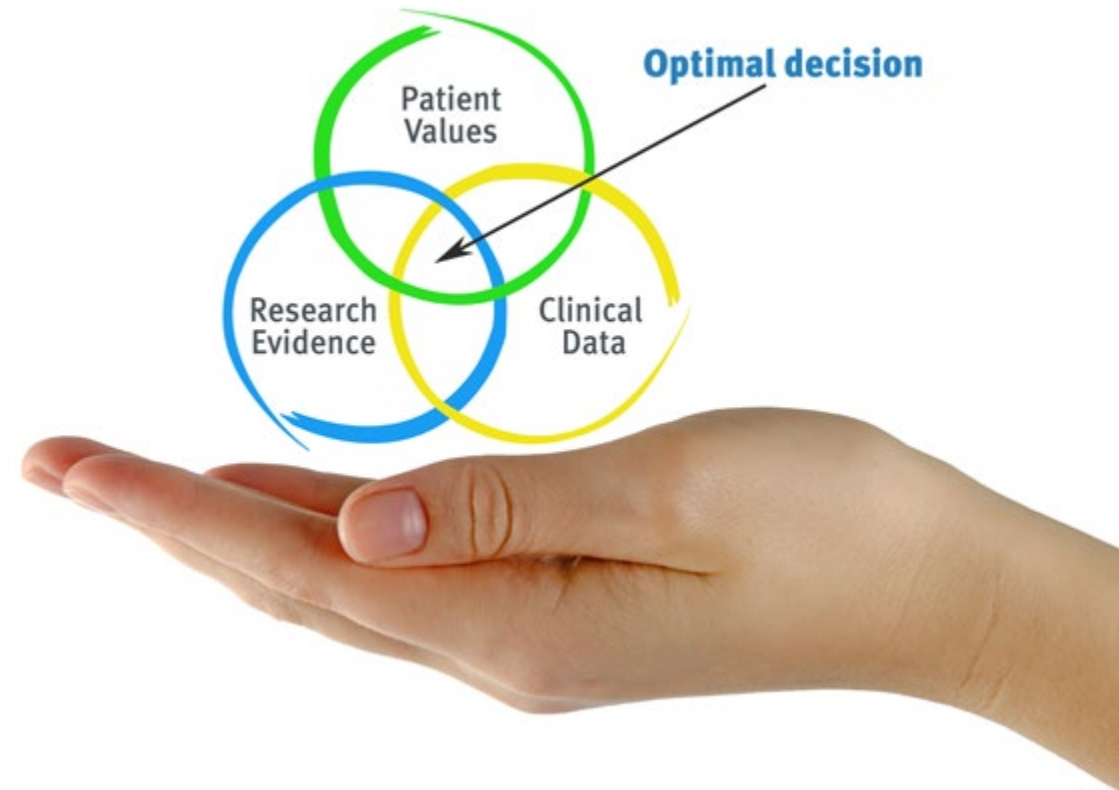 Optimal decision
Patient
Values
Research
Evidence
Clinical
Data